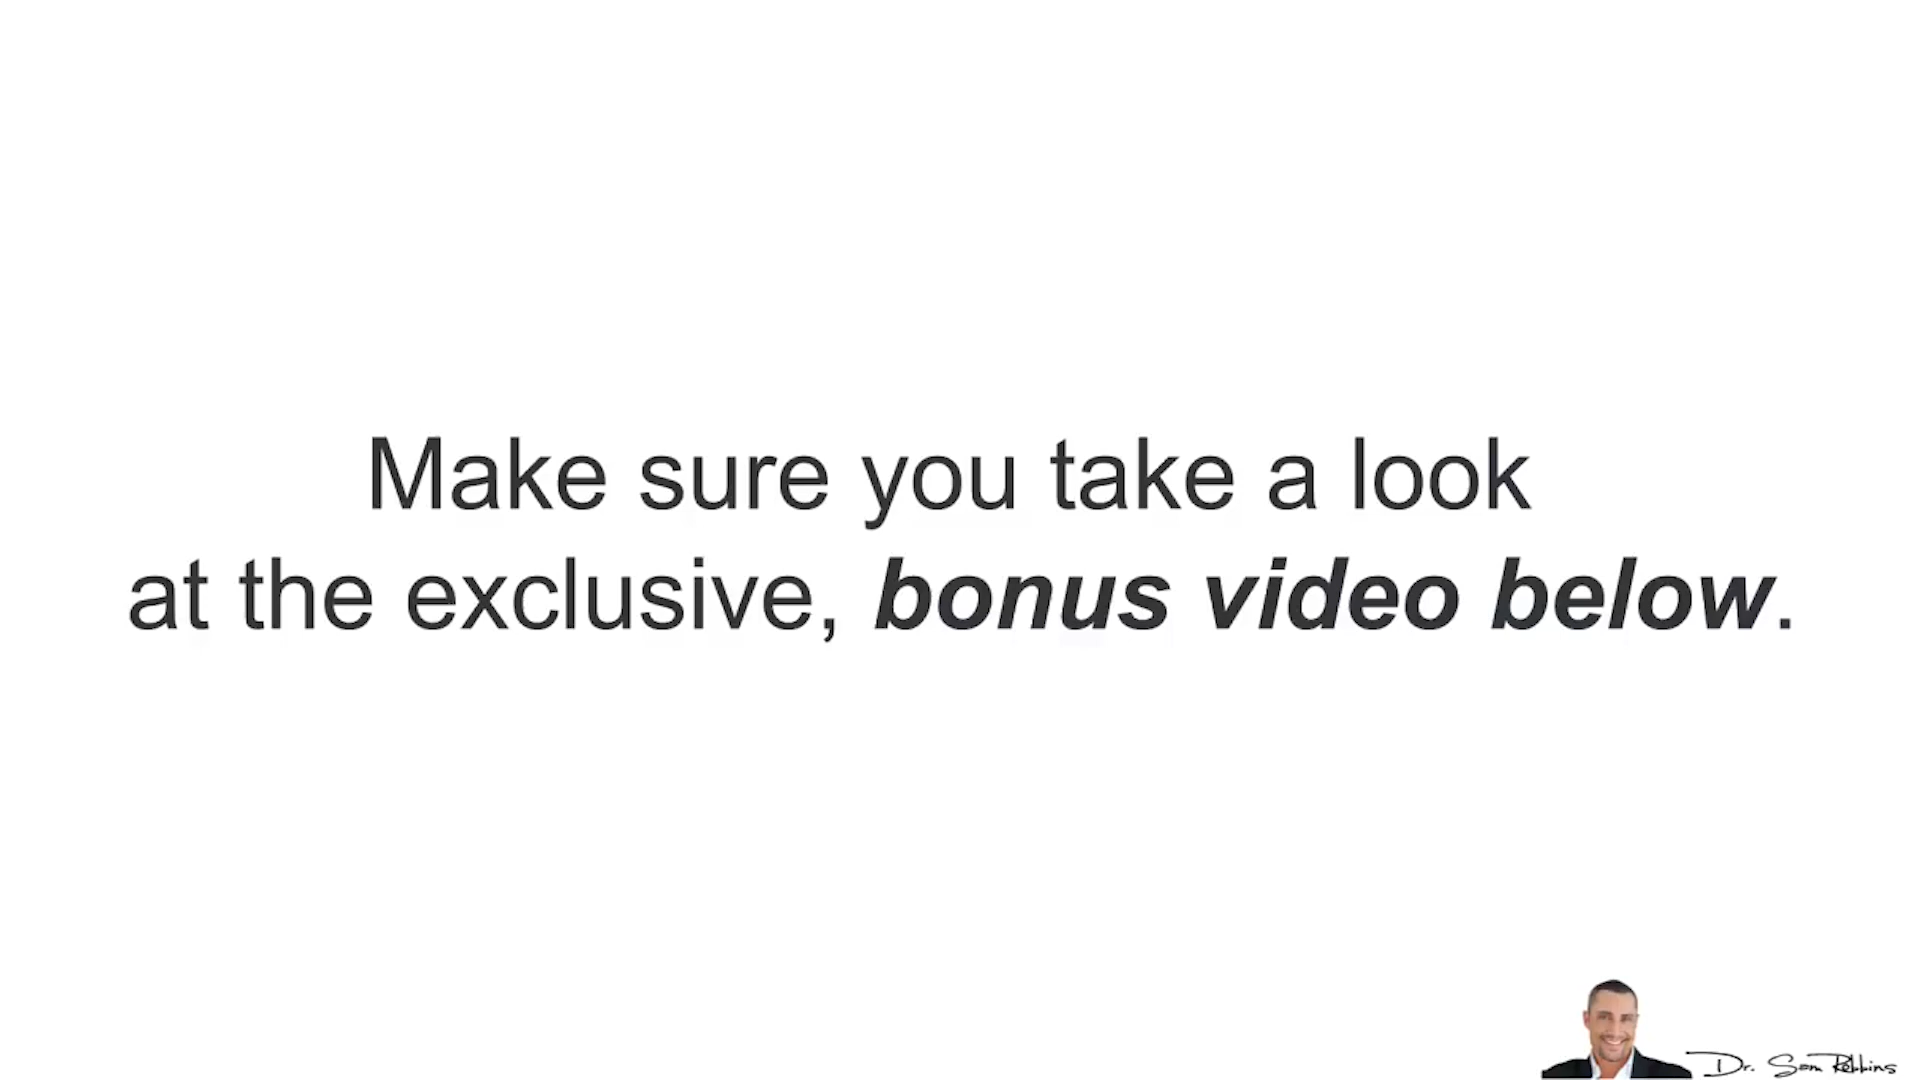 Make sure you take a look
at the exclusive, bonus video below.
Dr. Sam Robbins